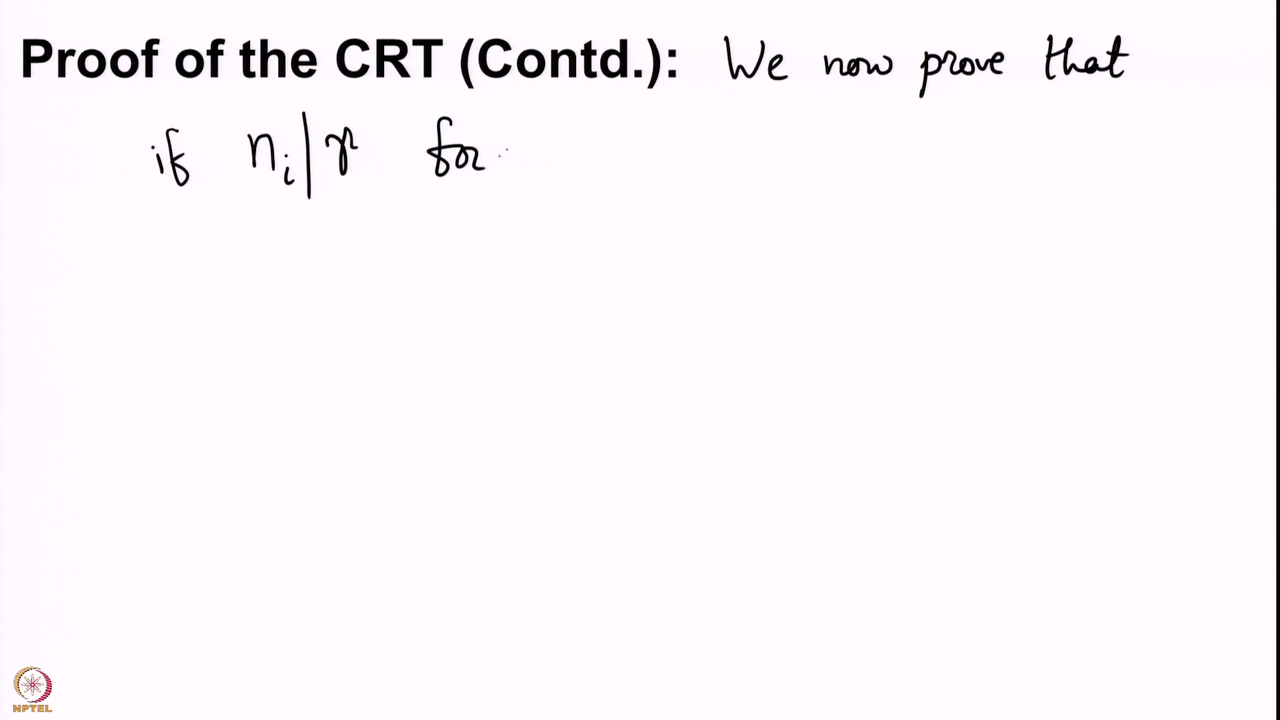 Proof of the CRT (Contd.): We now prove that
if nᵢ|r for
NPTEL